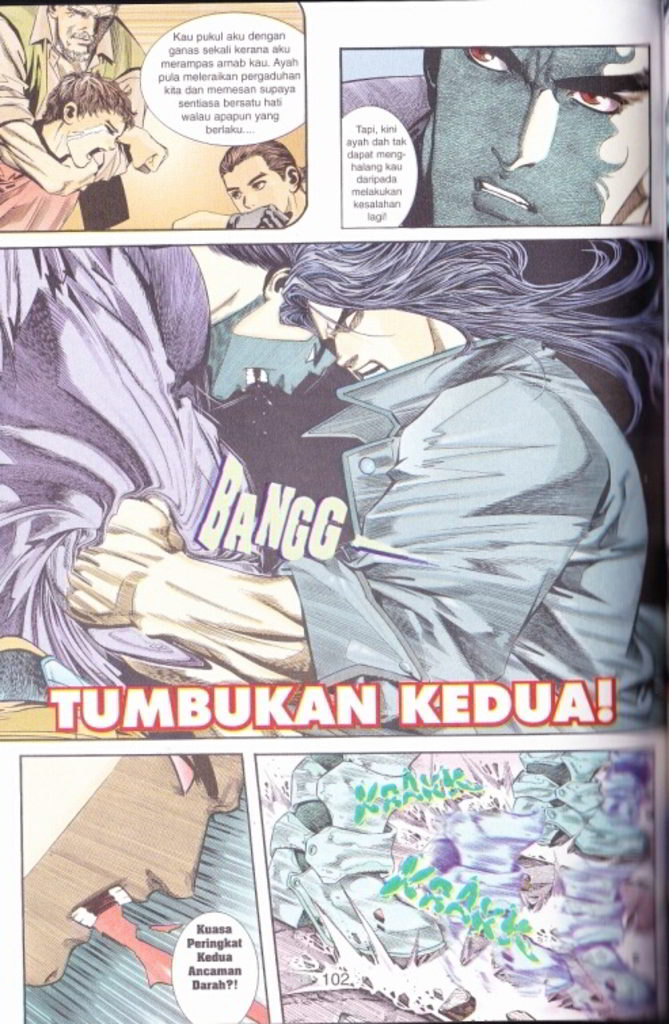 Kau pukul aku dengan
ganas sekali kerana aku
merampas arnab kau. Ayah
pula meleraikan pergaduhan
kita dan memesan supaya
sentiasa bersatu hati
walau apapun yang
berlaku....
Tapi, kini
ayah dah tak
dapat meng-
halang kau
daripada
melakukan
kesalahan
lagi!
BANGG
TUMBUKAN KEDUA!
Kuasa
Peringkat
Kedua
Ancaman
Darah?!
KRAKK
KRAKKK
102